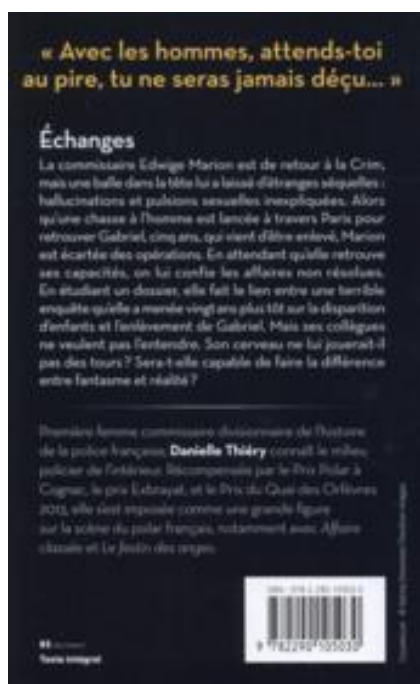 « Avec les hommes, attends-toi
au pire, tu ne seras jamais déçu... »
Échanges
La commissaire Edwige Marion est de retour à la Crim,
mais une balle dans la tête lui a laissé d'étranges séquelles :
hallucinations et pulsions sexuelles inexpliquées. Alors
qu'une chasse à l'homme est lancée à travers Paris pour
retrouver Gabriel, cinq ans, qui vient d'être enlevé, Marion
est écartée des opérations. En attendant qu'elle retrouve
ses capacités, on lui confie les affaires non résolues.
En étudiant un dossier, elle fait le lien entre une terrible
enquête qu'elle a menée vingt ans plus tôt sur la disparition
d'enfants et l'enlèvement de Gabriel. Mais ses collègues
ne veulent pas l'entendre. Son cerveau ne lui jouerait-il
pas des tours ? Sera-t-elle capable de faire la différence
entre fantasme et réalité ?
Première femme commissaire divisionnaire de l'histoire
de la police française, Danielle Thiéry connaît le milieu
policier de l'intérieur. Récompensée par le Prix Polar à
Cognac, le prix Exbrayat, et le Prix du Quai des Orfèvres
2013, elle s'est imposée comme une grande figure
sur la scène du polar français, notamment avec Affaire
classée et Le festin des anges.
Texte intégral
9 782290 105030